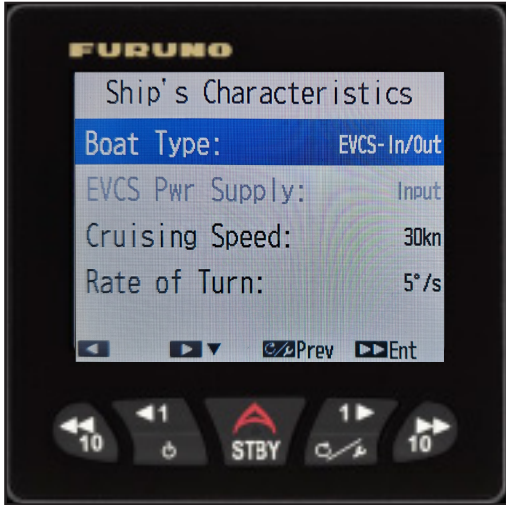 FURUNO
Ship's Characteristics
Boat Type: EVCS-In/Out
EVCS Pwr Supply: Input
Cruising Speed: 30kn
Rate of Turn: 5°/s
Prev Ent
1 STBY 1
10 10